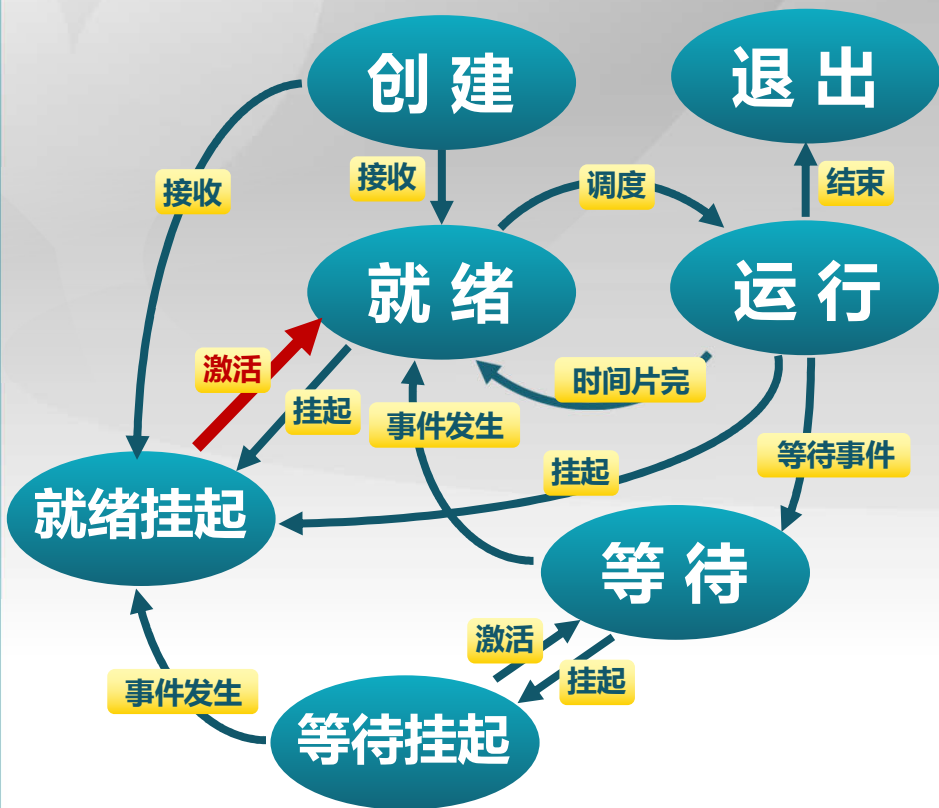 创 建
退 出
接收
接收
调度
结束
就 绪
运 行
激活
挂起
时间片完
事件发生
等待事件
挂起
就绪挂起
等 待
激活
挂起
事件发生
等待挂起